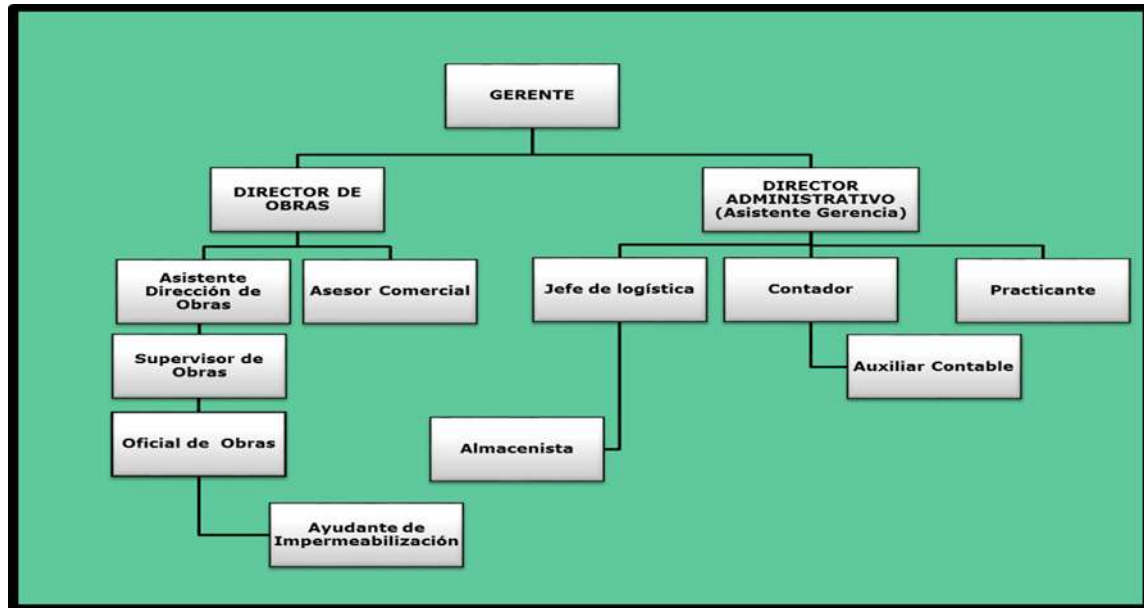 GERENTE
DIRECTOR DE
OBRAS
DIRECTOR
ADMINISTRATIVO
(Asistente Gerencia)
Asistente
Dirección de
Obras
Asesor Comercial
Jefe de logística
Contador
Practicante
Supervisor de
Obras
Auxiliar Contable
Oficial de Obras
Almacenista
Ayudante de
Impermeabilización